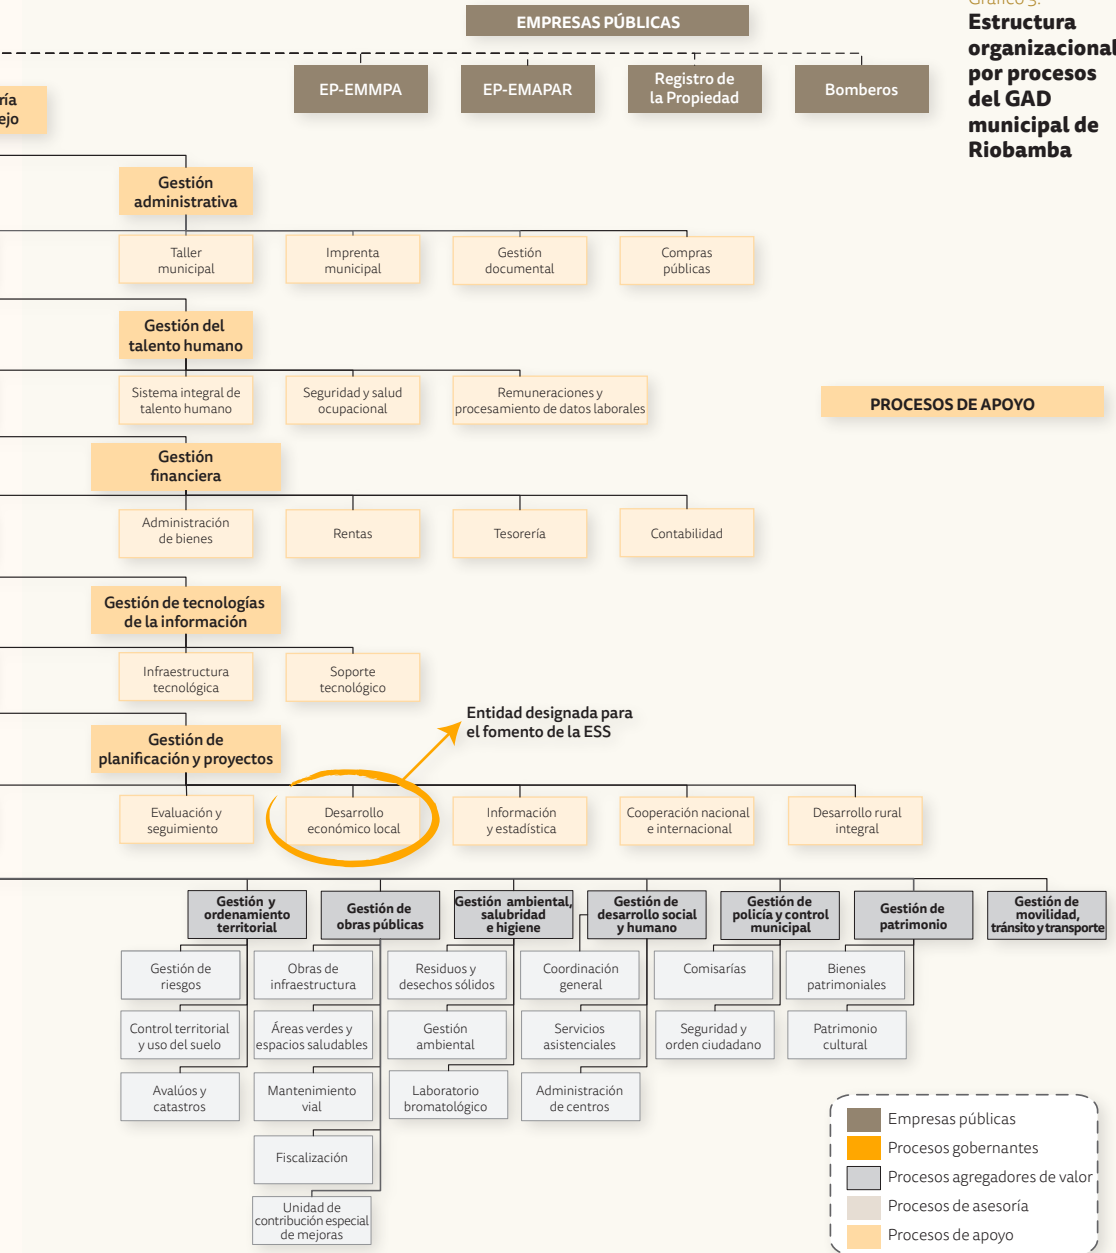 Gráfico 3.
Estructura
organizacional
por procesos
del GAD
municipal de
Riobamba
EMPRESAS PÚBLICAS
EP-EMMPA
EP-EMAPAR
Registro de
la Propiedad
Bomberos
ría
ejo
Gestión
administrativa
Taller
municipal
Imprenta
municipal
Gestión
documental
Compras
públicas
Gestión del
talento humano
Sistema integral de
talento humano
Seguridad y salud
ocupacional
Remuneraciones y
procesamiento de datos laborales
PROCESOS DE APOYO
Gestión
financiera
Administración
de bienes
Rentas
Tesorería
Contabilidad
Gestión de tecnologías
de la información
Infraestructura
tecnológica
Soporte
tecnológico
Entidad designada para
el fomento de la ESS
Gestión de
planificación y proyectos
Evaluación y
seguimiento
Desarrollo
económico local
Información
y estadística
Cooperación nacional
e internacional
Desarrollo rural
integral
Gestión y
ordenamiento
territorial
Gestión de
obras públicas
Gestión ambiental,
salubridad
e higiene
Gestión de
desarrollo social
y humano
Gestión de
policía y control
municipal
Gestión de
patrimonio
Gestión de
movilidad,
tránsito y transporte
Gestión de
riesgos
Obras de
infraestructura
Residuos y
desechos sólidos
Coordinación
general
Comisarías
Bienes
patrimoniales
Control territorial
y uso del suelo
Áreas verdes y
espacios saludables
Gestión
ambiental
Servicios
asistenciales
Seguridad y
orden ciudadano
Patrimonio
cultural
Avalúos y
catastros
Mantenimiento
vial
Laboratorio
bromatológico
Administración
de centros
Fiscalización
Unidad de
contribución especial
de mejoras
Empresas públicas
Procesos gobernantes
Procesos agregadores de valor
Procesos de asesoría
Procesos de apoyo